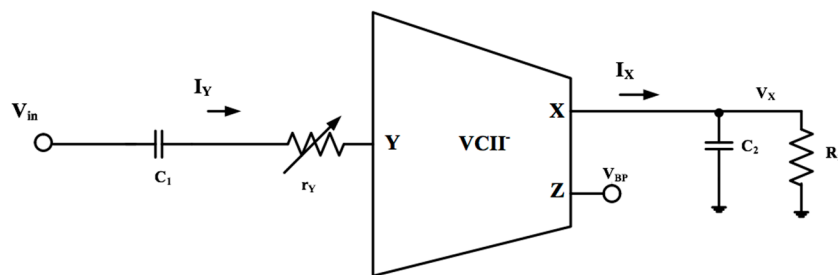 V_in
I_Y
C_1
r_Y
Y
VCII⁻
X
Z
I_X
V_BP
V_X
C_2
R